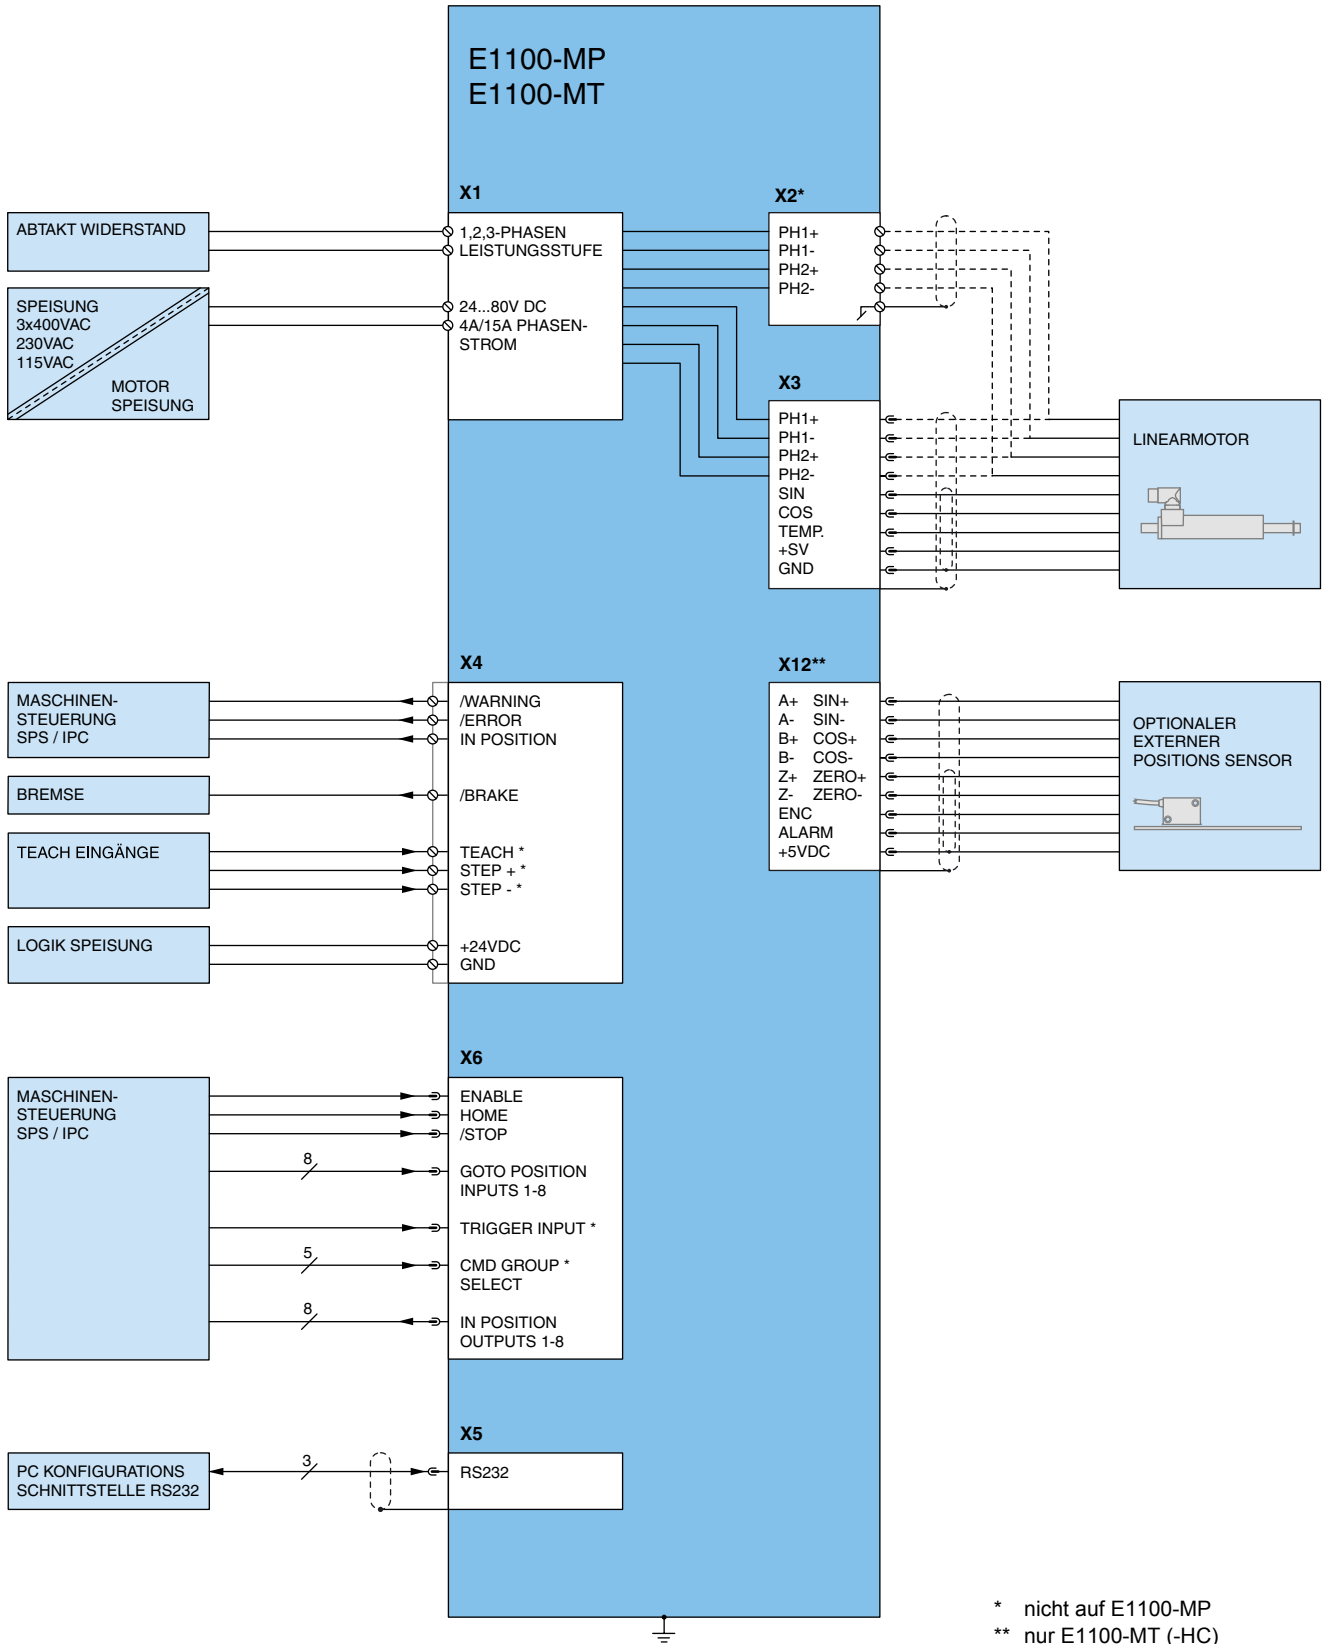 E1100-MP
E1100-MT
X1
X2*
ABTAKT WIDERSTAND
1,2,3-PHASEN
LEISTUNGSSTUFE
PH1+
PH1-
PH2+
PH2-
SPEISUNG
3x400VAC
230VAC
115VAC
MOTOR
SPEISUNG
24...80V DC
4A/15A PHASEN-
STROM
X3
PH1+
PH1-
PH2+
PH2-
SIN
COS
TEMP.
+SV
GND
LINEARMOTOR
X4
X12**
MASCHINEN-
STEUERUNG
SPS / IPC
/WARNING
/ERROR
IN POSITION
BREMSE
/BRAKE
TEACH EINGÄNGE
TEACH *
STEP + *
STEP - *
LOGIK SPEISUNG
+24VDC
GND
A+ SIN+
A- SIN-
B+ COS+
B- COS-
Z+ ZERO+
Z- ZERO-
ENC
ALARM
+5VDC
OPTIONALER
EXTERNER
POSITIONS SENSOR
X6
MASCHINEN-
STEUERUNG
SPS / IPC
ENABLE
HOME
/STOP
8
GOTO POSITION
INPUTS 1-8
TRIGGER INPUT *
5
CMD GROUP *
SELECT
8
IN POSITION
OUTPUTS 1-8
X5
PC KONFIGURATIONS
SCHNITTSTELLE RS232
3
RS232
* nicht auf E1100-MP
** nur E1100-MT (-HC)